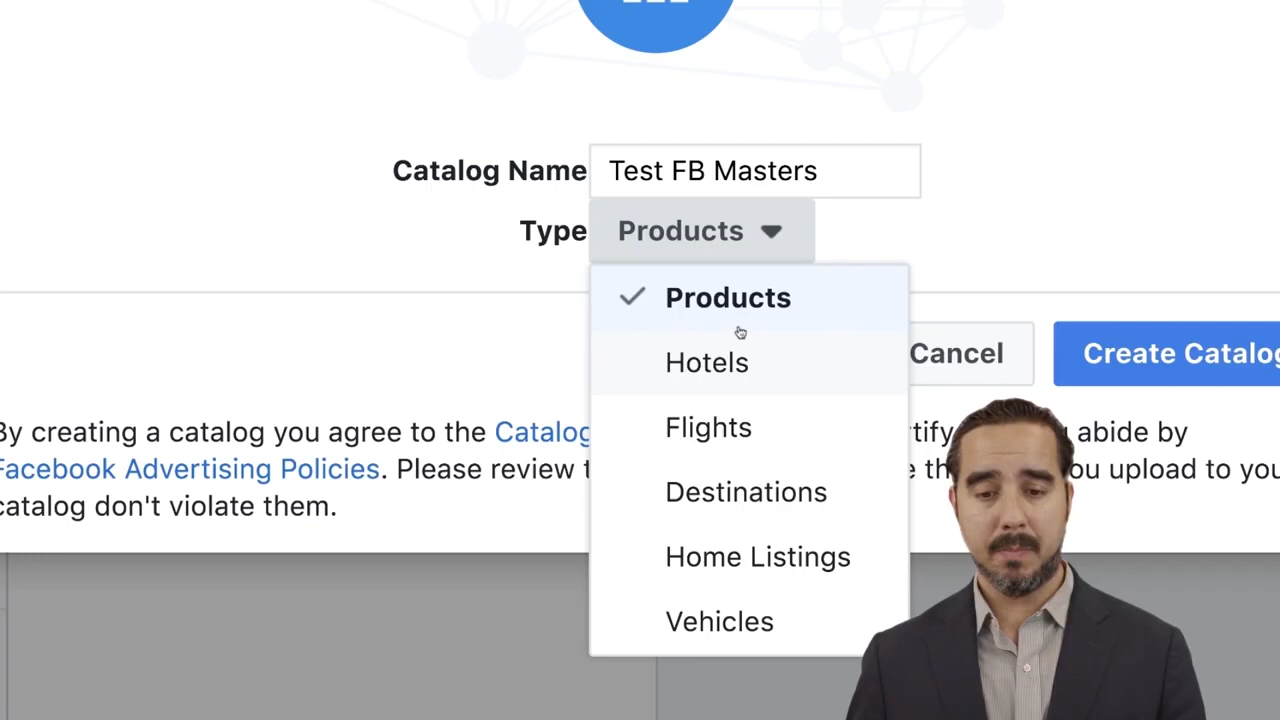 Catalog Name Test FB Masters
Type Products
Products
Hotels
Flights
Destinations
Home Listings
Vehicles
Cancel
Create Catalog
By creating a catalog you agree to the Catalog abide by
Facebook Advertising Policies. Please review you upload to you
catalog don't violate them.